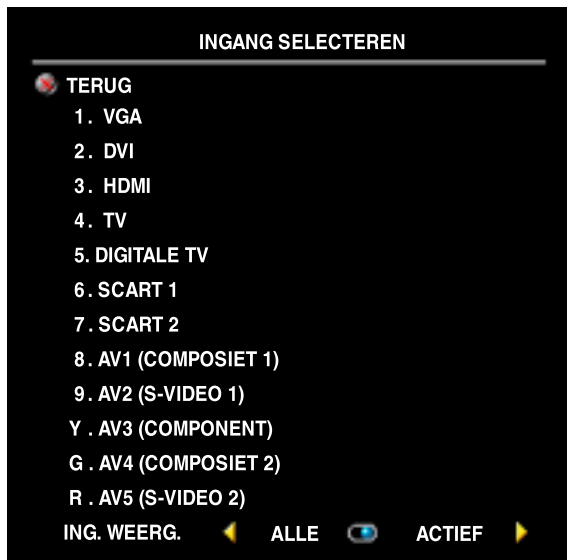 INGANG SELECTEREN
TERUG
1. VGA
2. DVI
3. HDMI
4. TV
5. DIGITALE TV
6. SCART 1
7. SCART 2
8. AV1 (COMPOSIET 1)
9. AV2 (S-VIDEO 1)
Y . AV3 (COMPONENT)
G . AV4 (COMPOSIET 2)
R . AV5 (S-VIDEO 2)
ING. WEERG. ALLE ACTIEF